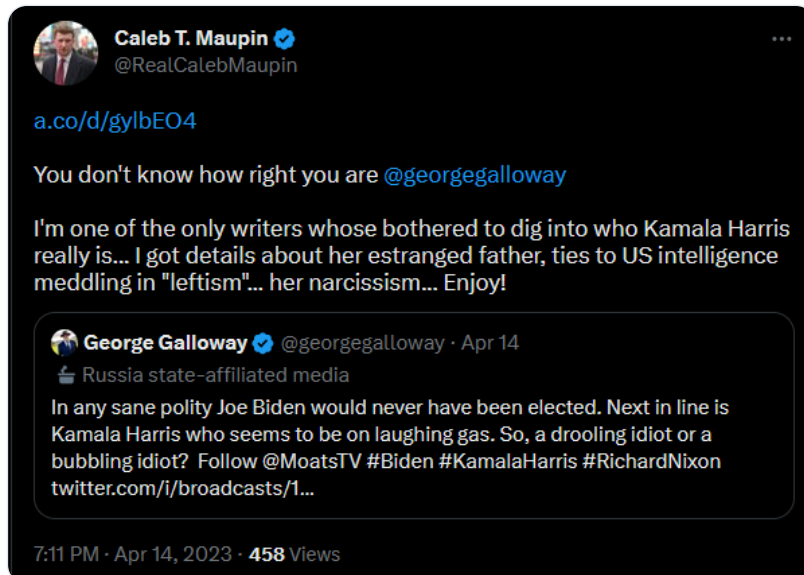 Caleb T. Maupin
@RealCalebMaupin
a.co/d/gylbEO4
You don't know how right you are @georgegalloway
I'm one of the only writers whose bothered to dig into who Kamala Harris
really is... I got details about her estranged father, ties to US intelligence
meddling in "leftism"... her narcissism... Enjoy!
George Galloway @georgegalloway · Apr 14
Russia state-affiliated media
In any sane polity Joe Biden would never have been elected. Next in line is
Kamala Harris who seems to be on laughing gas. So, a drooling idiot or a
bubbling idiot? Follow @MoatsTV #Biden #KamalaHarris #RichardNixon
twitter.com/i/broadcasts/1...
7:11 PM · Apr 14, 2023 · 458 Views